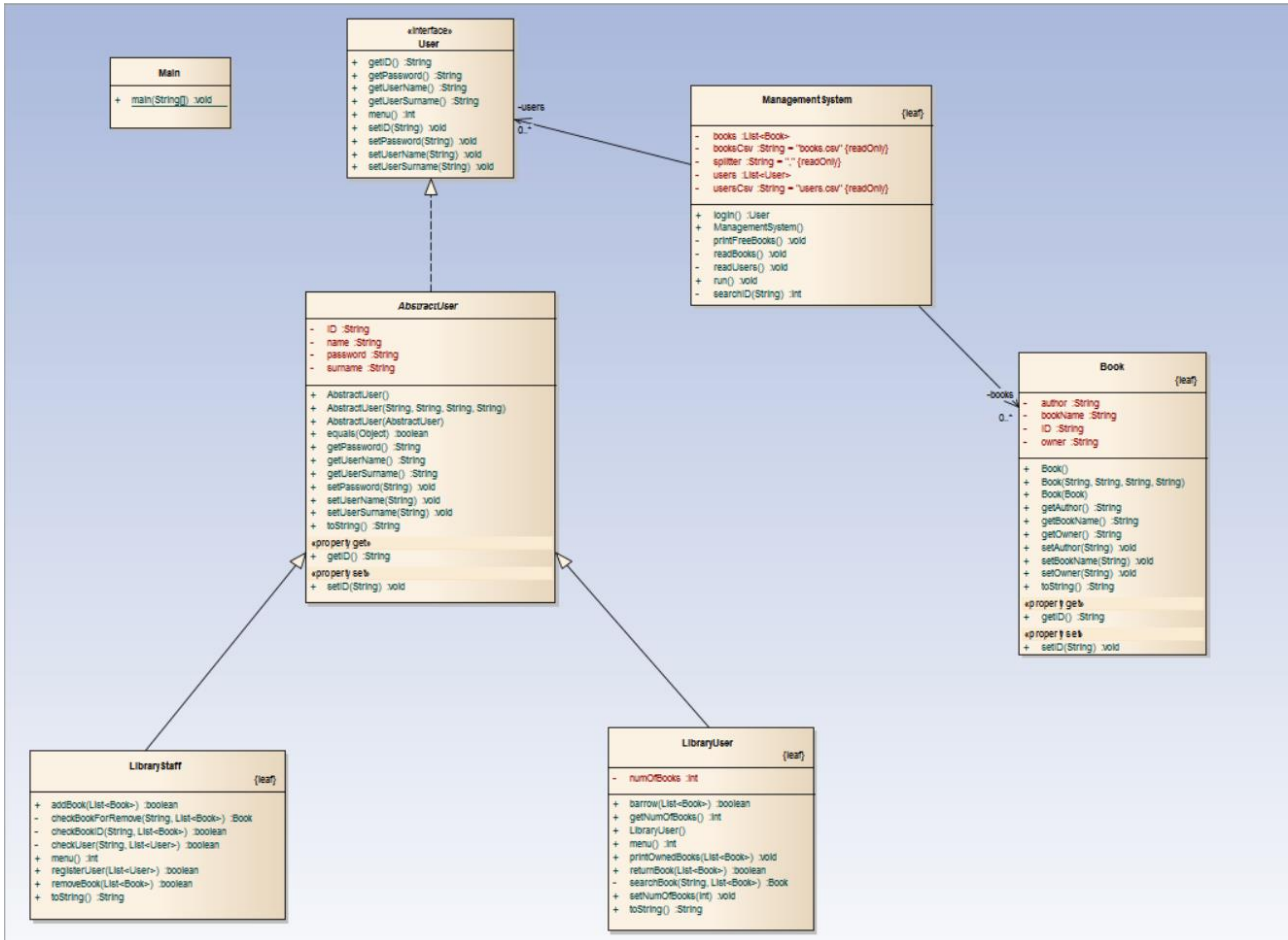 Main
+ main(String[]) :void
«interface»
User
+ getID() :String
+ getPassword() :String
+ getUserName() :String
+ getUserSurname() :String
+ menu() :int
+ setID(String) :void
+ setPassword(String) :void
+ setUserName(String) :void
+ setUserSurname(String) :void
-users
0..*
ManagementSystem
{leaf}
- books :List<Book>
- booksCsv :String = "books.csv" {readOnly}
- splitter :String = "," {readOnly}
- users :List<User>
- usersCsv :String = "users.csv" {readOnly}
+ login() :User
+ ManagementSystem()
- printFreeBooks() :void
- readBooks() :void
- readUsers() :void
+ run() :void
- searchID(String) :int
AbstractUser
- ID :String
- name :String
- password :String
- surname :String
+ AbstractUser()
+ AbstractUser(String, String, String, String)
+ AbstractUser(AbstractUser)
+ equals(Object) :boolean
+ getPassword() :String
+ getUserName() :String
+ getUserSurname() :String
+ setPassword(String) :void
+ setUserName(String) :void
+ setUserSurname(String) :void
+ toString() :String
«property get»
+ getID() :String
«property set»
+ setID(String) :void
-books
0..*
Book
{leaf}
- author :String
- bookName :String
- ID :String
- owner :String
+ Book()
+ Book(String, String, String, String)
+ Book(Book)
+ getAuthor() :String
+ getBookName() :String
+ getOwner() :String
+ setAuthor(String) :void
+ setBookName(String) :void
+ setOwner(String) :void
+ toString() :String
«property get»
+ getID() :String
«property set»
+ setID(String) :void
LibraryStaff
{leaf}
+ addBook(List<Book>) :boolean
- checkBookForRemove(String, List<Book>) :Book
- checkBookID(String, List<Book>) :boolean
- checkUser(String, List<User>) :boolean
+ menu() :int
+ registerUser(List<User>) :boolean
+ removeBook(List<Book>) :boolean
+ toString() :String
LibraryUser
{leaf}
- numOfBooks :int
+ barrow(List<Book>) :boolean
+ getNumOfBooks() :int
+ LibraryUser()
+ menu() :int
+ printOwnedBooks(List<Book>) :void
+ returnBook(List<Book>) :boolean
- searchBook(String, List<Book>) :Book
+ setNumOfBooks(int) :void
+ toString() :String